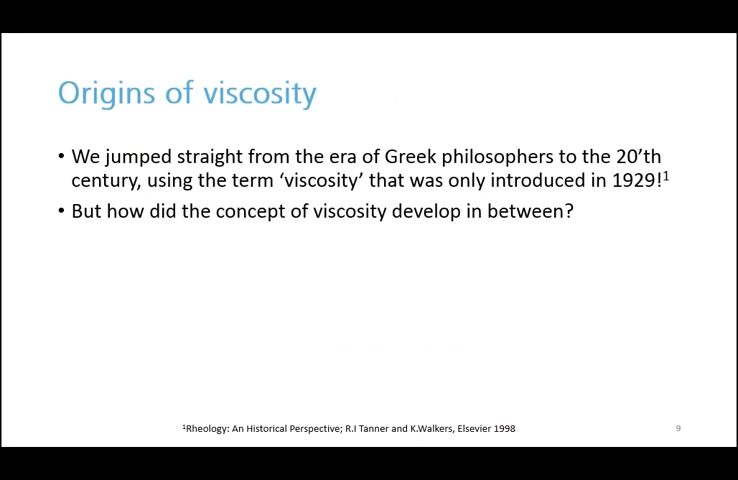 Origins of viscosity
• We jumped straight from the era of Greek philosophers to the 20’th
century, using the term ‘viscosity’ that was only introduced in 1929!¹
• But how did the concept of viscosity develop in between?
¹Rheology: An Historical Perspective; R.I Tanner and K.Walkers, Elsevier 1998
9